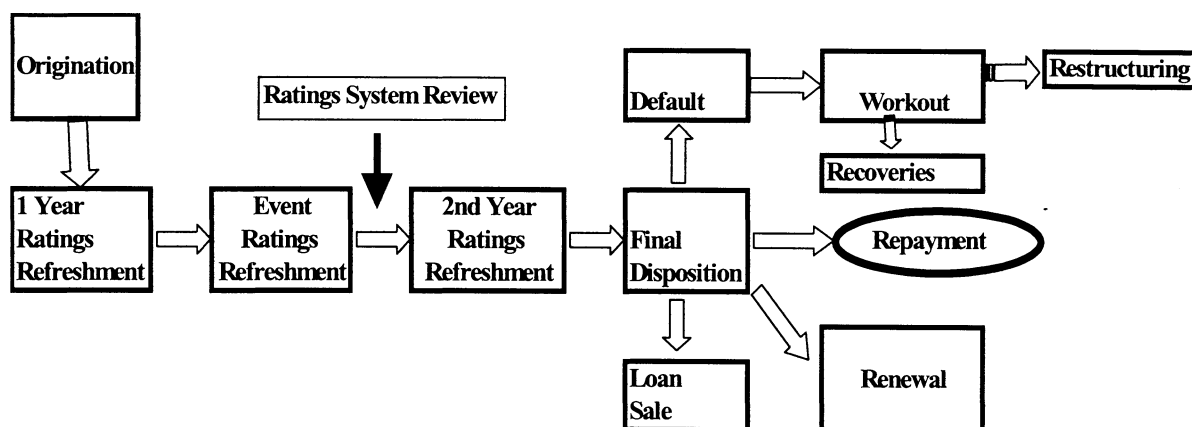 Origination
Ratings System Review
Default
Workout
Restructuring
Recoveries
1 Year
Ratings
Refreshment
Event
Ratings
Refreshment
2nd Year
Ratings
Refreshment
Final
Disposition
Repayment
Loan
Sale
Renewal